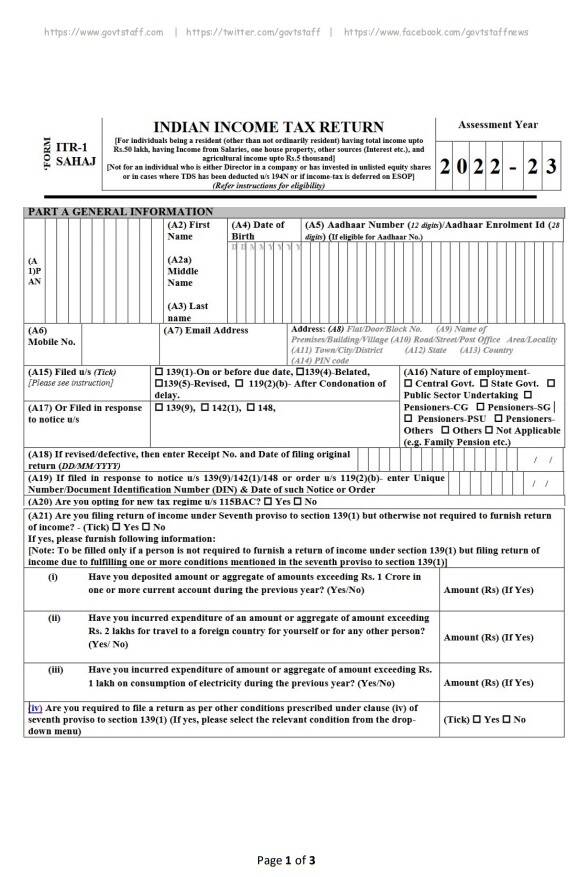 https://www.govtstaff.com | https://twitter.com/govtstaff | https://www.facebook.com/govtstaffnews
FORM
ITR-1
SAHAJ
INDIAN INCOME TAX RETURN
[For individuals being a resident (other than not ordinarily resident) having total income upto
Rs.50 lakh, having Income from Salaries, one house property, other sources (Interest etc.), and
agricultural income upto Rs.5 thousand]
[Not for an individual who is either Director in a company or has invested in unlisted equity shares
or in cases where TDS has been deducted u/s 194N or if income-tax is deferred on ESOP]
(Refer instructions for eligibility)
Assessment Year
2 0 2 2 - 2 3
PART A GENERAL INFORMATION
(A
1)P
AN
(A2) First
Name
(A2a)
Middle
Name
(A3) Last
name
(A4) Date of
Birth
D D M M Y Y Y Y
(A5) Aadhaar Number (12 digits)/Aadhaar Enrolment Id (28
digits) (If eligible for Aadhaar No.)
(A6)
Mobile No.
(A7) Email Address
Address: (A8) Flat/Door/Block No. (A9) Name of
Premises/Building/Village (A10) Road/Street/Post Office Area/Locality
(A11) Town/City/District (A12) State (A13) Country
(A14) PIN code
(A15) Filed u/s (Tick)
[Please see instruction]
☐ 139(1)-On or before due date, ☐139(4)-Belated,
☐139(5)-Revised, ☐ 119(2)(b)- After Condonation of
delay.
(A16) Nature of employment-
☐ Central Govt. ☐ State Govt. ☐
Public Sector Undertaking ☐
Pensioners-CG ☐ Pensioners-SG
☐ Pensioners-PSU ☐ Pensioners-
Others ☐ Others ☐ Not Applicable
(e.g. Family Pension etc.)
(A17) Or Filed in response
to notice u/s
☐ 139(9), ☐ 142(1), ☐ 148,
(A18) If revised/defective, then enter Receipt No. and Date of filing original
return (DD/MM/YYYY)
/ /
(A19) If filed in response to notice u/s 139(9)/142(1)/148 or order u/s 119(2)(b)- enter Unique
Number/Document Identification Number (DIN) & Date of such Notice or Order
/ /
(A20) Are you opting for new tax regime u/s 115BAC? ☐ Yes ☐ No
(A21) Are you filing return of income under Seventh proviso to section 139(1) but otherwise not required to furnish return
of income? - (Tick) ☐ Yes ☐ No
If yes, please furnish following information:
[Note: To be filled only if a person is not required to furnish a return of income under section 139(1) but filing return of
income due to fulfilling one or more conditions mentioned in the seventh proviso to section 139(1)]
(i) Have you deposited amount or aggregate of amounts exceeding Rs. 1 Crore in
one or more current account during the previous year? (Yes/No)
Amount (Rs) (If Yes)
(ii) Have you incurred expenditure of an amount or aggregate of amount exceeding
Rs. 2 lakhs for travel to a foreign country for yourself or for any other person?
(Yes/ No)
Amount (Rs) (If Yes)
(iii) Have you incurred expenditure of amount or aggregate of amount exceeding Rs.
1 lakh on consumption of electricity during the previous year? (Yes/No)
Amount (Rs) (If Yes)
(iv) Are you required to file a return as per other conditions prescribed under clause (iv) of
seventh proviso to section 139(1) (If yes, please select the relevant condition from the drop-
down menu)
(Tick) ☐ Yes ☐ No
Page 1 of 3